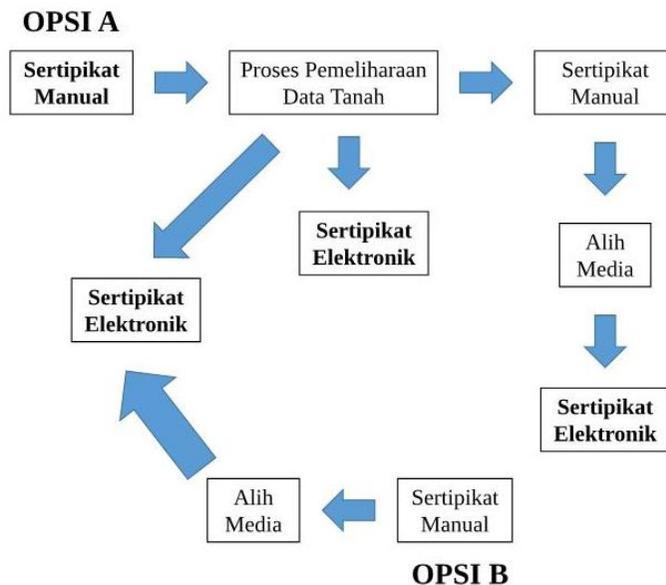 OPSI A
Sertipikat
Manual
Proses Pemeliharaan
Data Tanah
Sertipikat
Manual
Sertipikat
Elektronik
Alih
Media
Sertipikat
Elektronik
Sertipikat
Elektronik
Alih
Media
Sertipikat
Manual
OPSI B